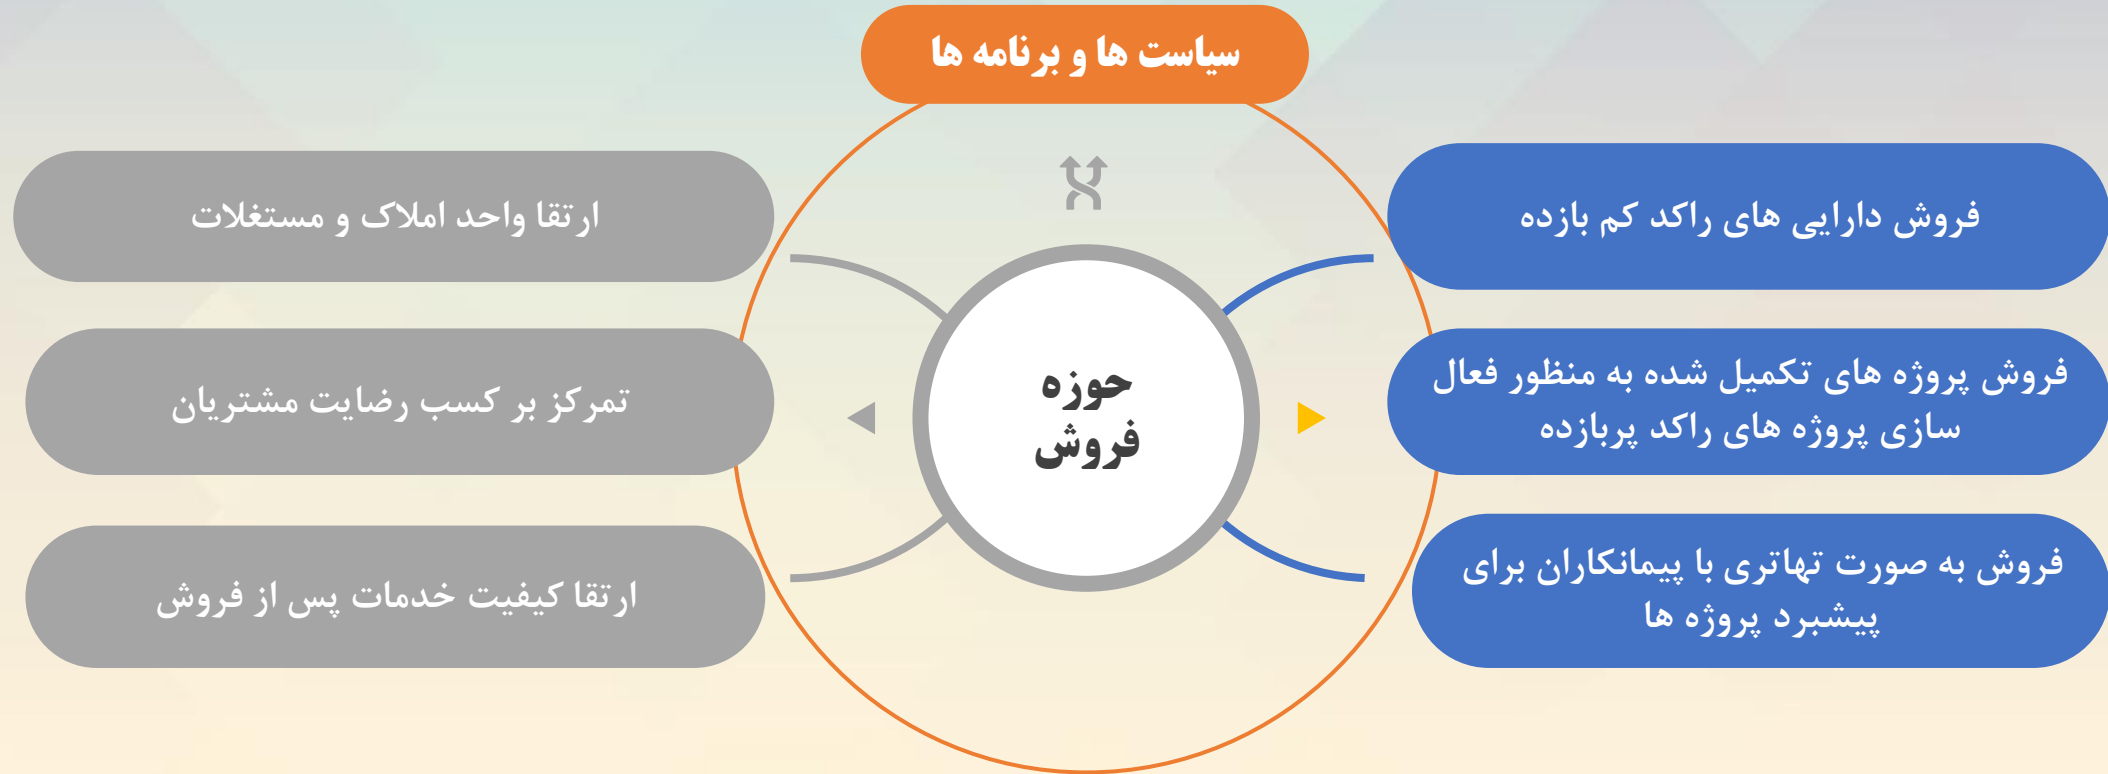 سیاست ها و برنامه ها
فروش دارایی های راکد کم بازده
فروش پروژه های تکمیل شده به منظور فعال
سازی پروژه های راکد پربازده
فروش به صورت تهاتری با پیمانکاران برای
پیشبرد پروژه ها
حوزه
فروش
ارتقا واحد املاک و مستغلات
تمرکز بر کسب رضایت مشتریان
ارتقا کیفیت خدمات پس از فروش